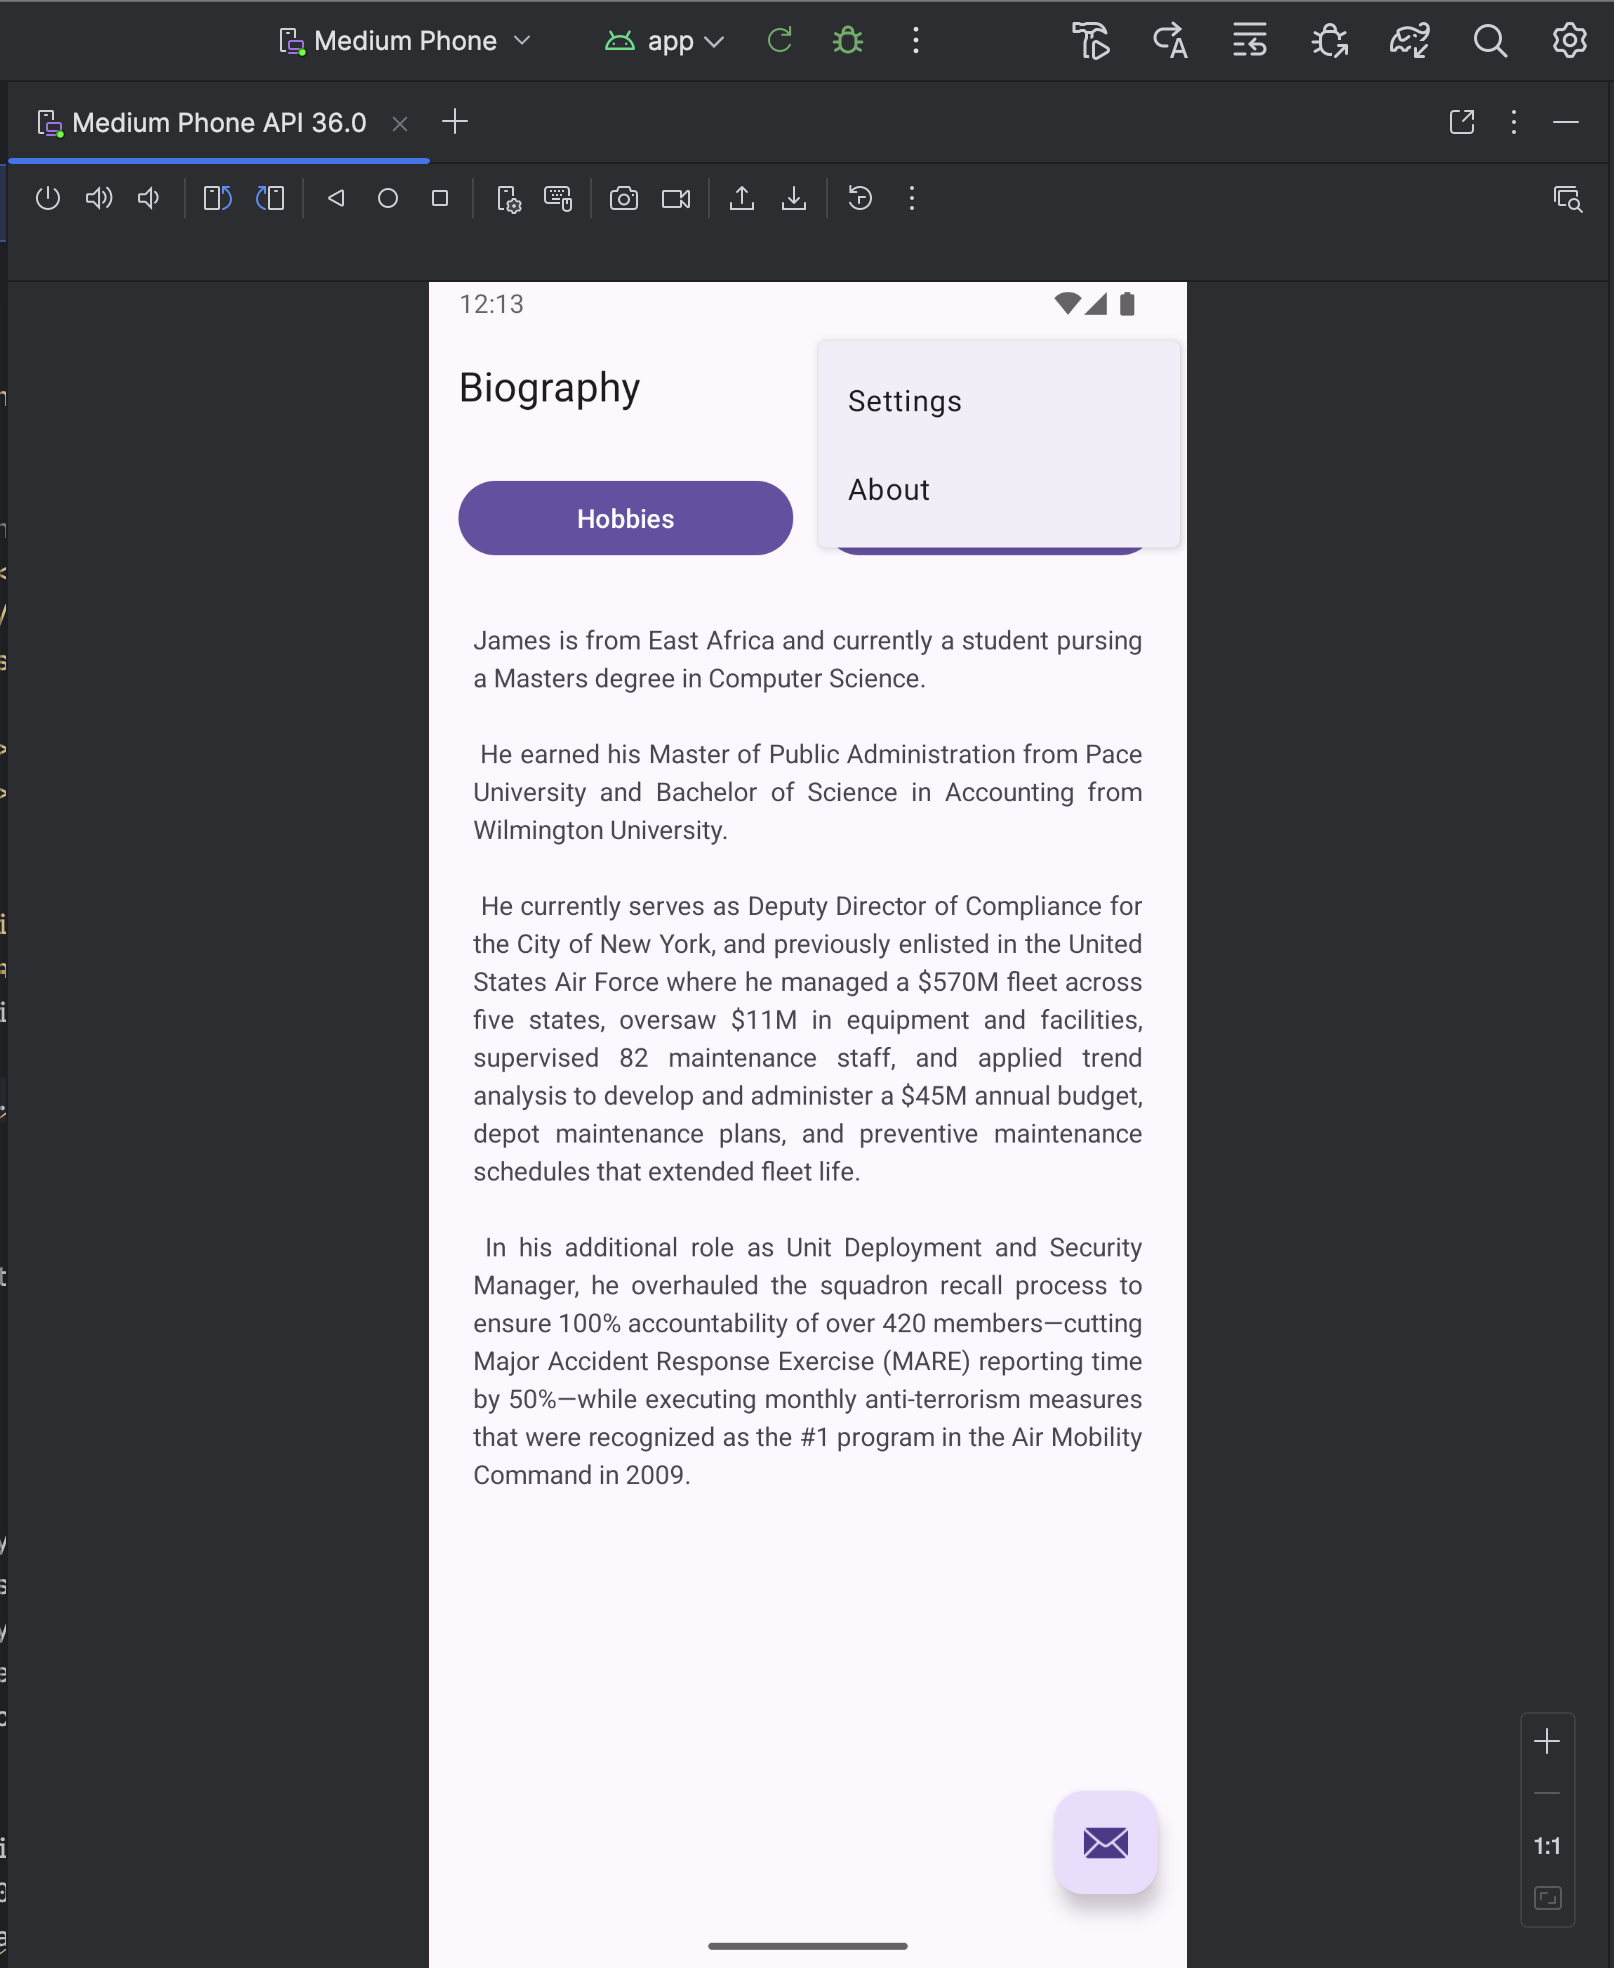 Medium Phone
app
Medium Phone API 36.0
12:13
Biography
Settings
About
Hobbies
James is from East Africa and currently a student pursing
a Masters degree in Computer Science.
He earned his Master of Public Administration from Pace
University and Bachelor of Science in Accounting from
Wilmington University.
He currently serves as Deputy Director of Compliance for
the City of New York, and previously enlisted in the United
States Air Force where he managed a $570M fleet across
five states, oversaw $11M in equipment and facilities,
supervised 82 maintenance staff, and applied trend
analysis to develop and administer a $45M annual budget,
depot maintenance plans, and preventive maintenance
schedules that extended fleet life.
In his additional role as Unit Deployment and Security
Manager, he overhauled the squadron recall process to
ensure 100% accountability of over 420 members—cutting
Major Accident Response Exercise (MARE) reporting time
by 50%—while executing monthly anti-terrorism measures
that were recognized as the #1 program in the Air Mobility
Command in 2009.
1:1